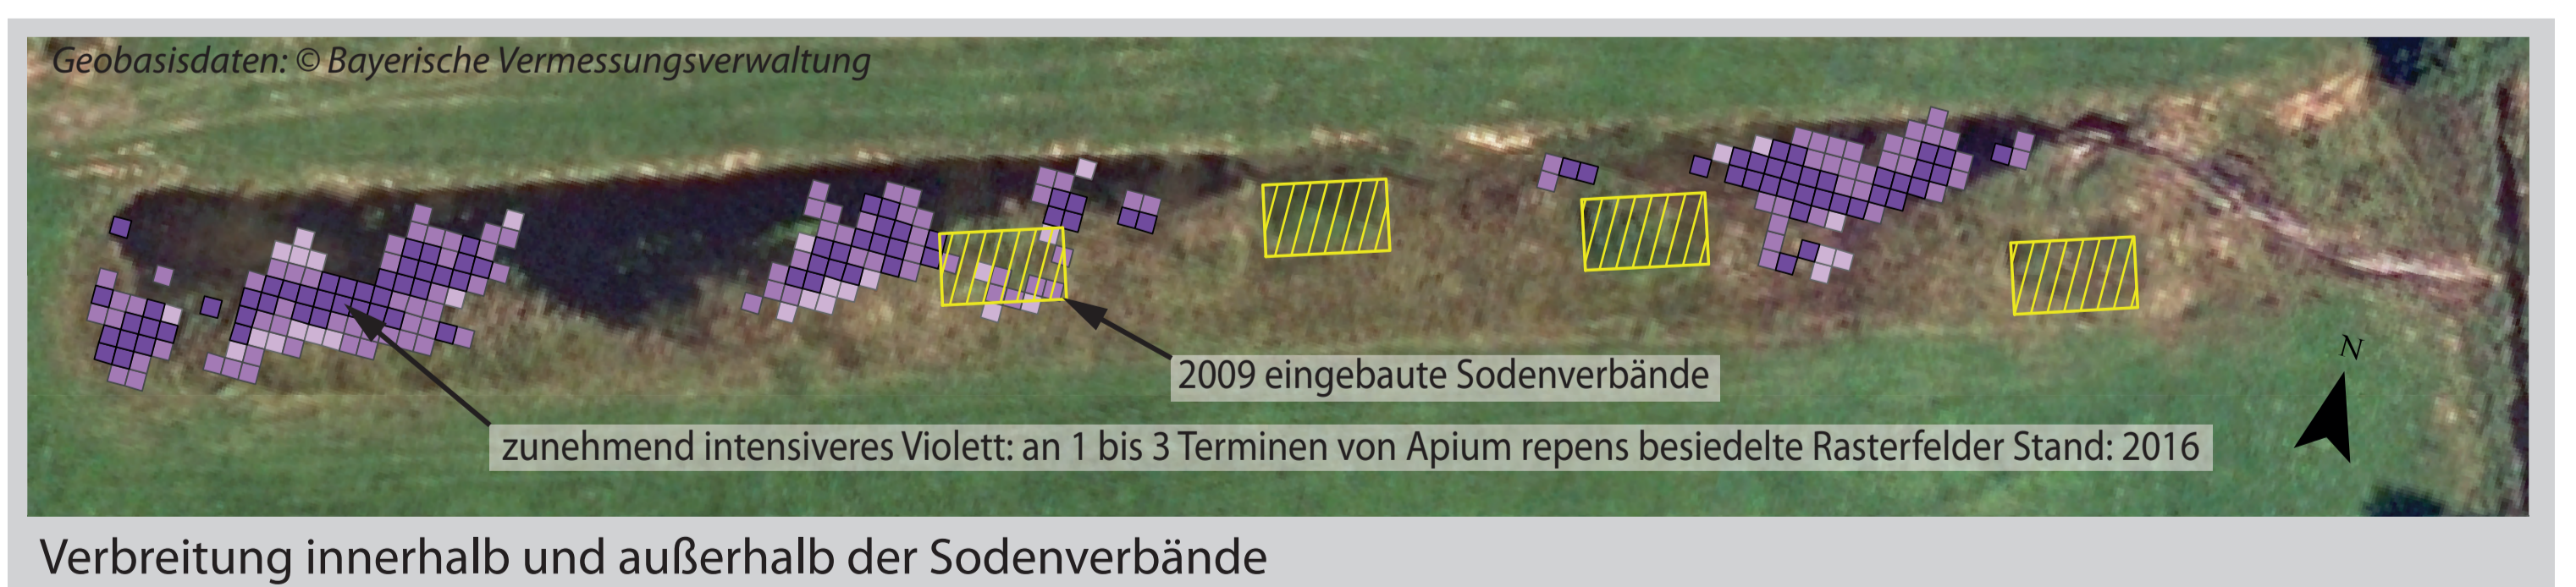 Geobasisdaten: © Bayerische Vermessungsverwaltung
2009 eingebaute Sodenverbände
zunehmend intensiveres Violett: an 1 bis 3 Terminen von Apium repens besiedelte Rasterfelder Stand: 2016
N
Verbreitung innerhalb und außerhalb der Sodenverbände